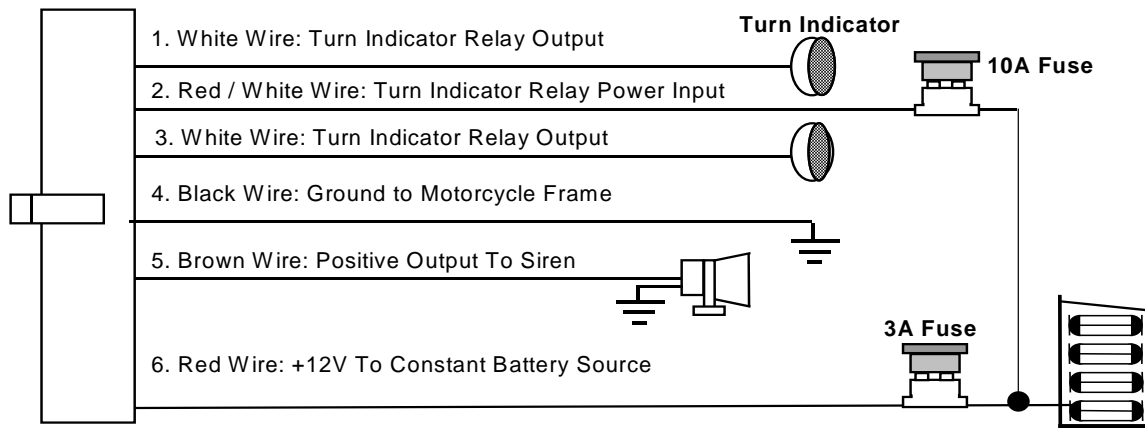 Turn Indicator
1. White Wire: Turn Indicator Relay Output
10A Fuse
2. Red / White Wire: Turn Indicator Relay Power Input
3. White Wire: Turn Indicator Relay Output
4. Black Wire: Ground to Motorcycle Frame
5. Brown Wire: Positive Output To Siren
3A Fuse
6. Red Wire: +12V To Constant Battery Source